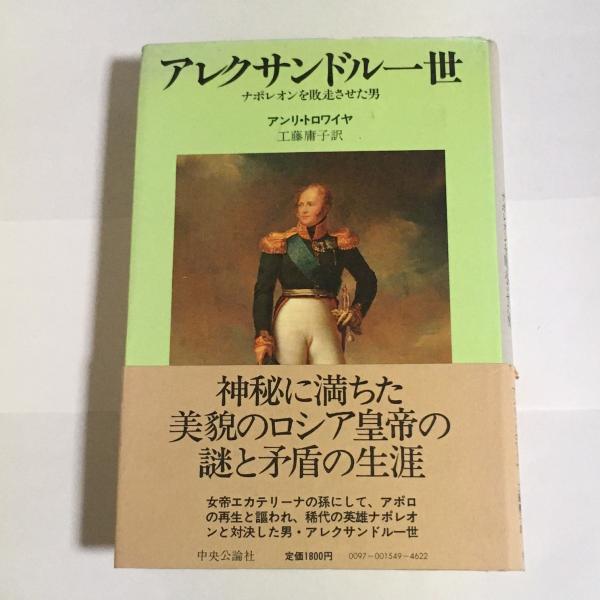 アレクサンドル一世
ナポレオンを敗走させた男
アンリ・トロワイヤ
工藤庸子訳
神秘に満ちた
美貌のロシア皇帝の
謎と矛盾の生涯
女帝エカテリーナの孫にして、アポロ
の再生と謳われ、稀代の英雄ナポレオ
ンと対決した男・アレクサンドル一世
中央公論社 定価1800円 0097-001549-4622